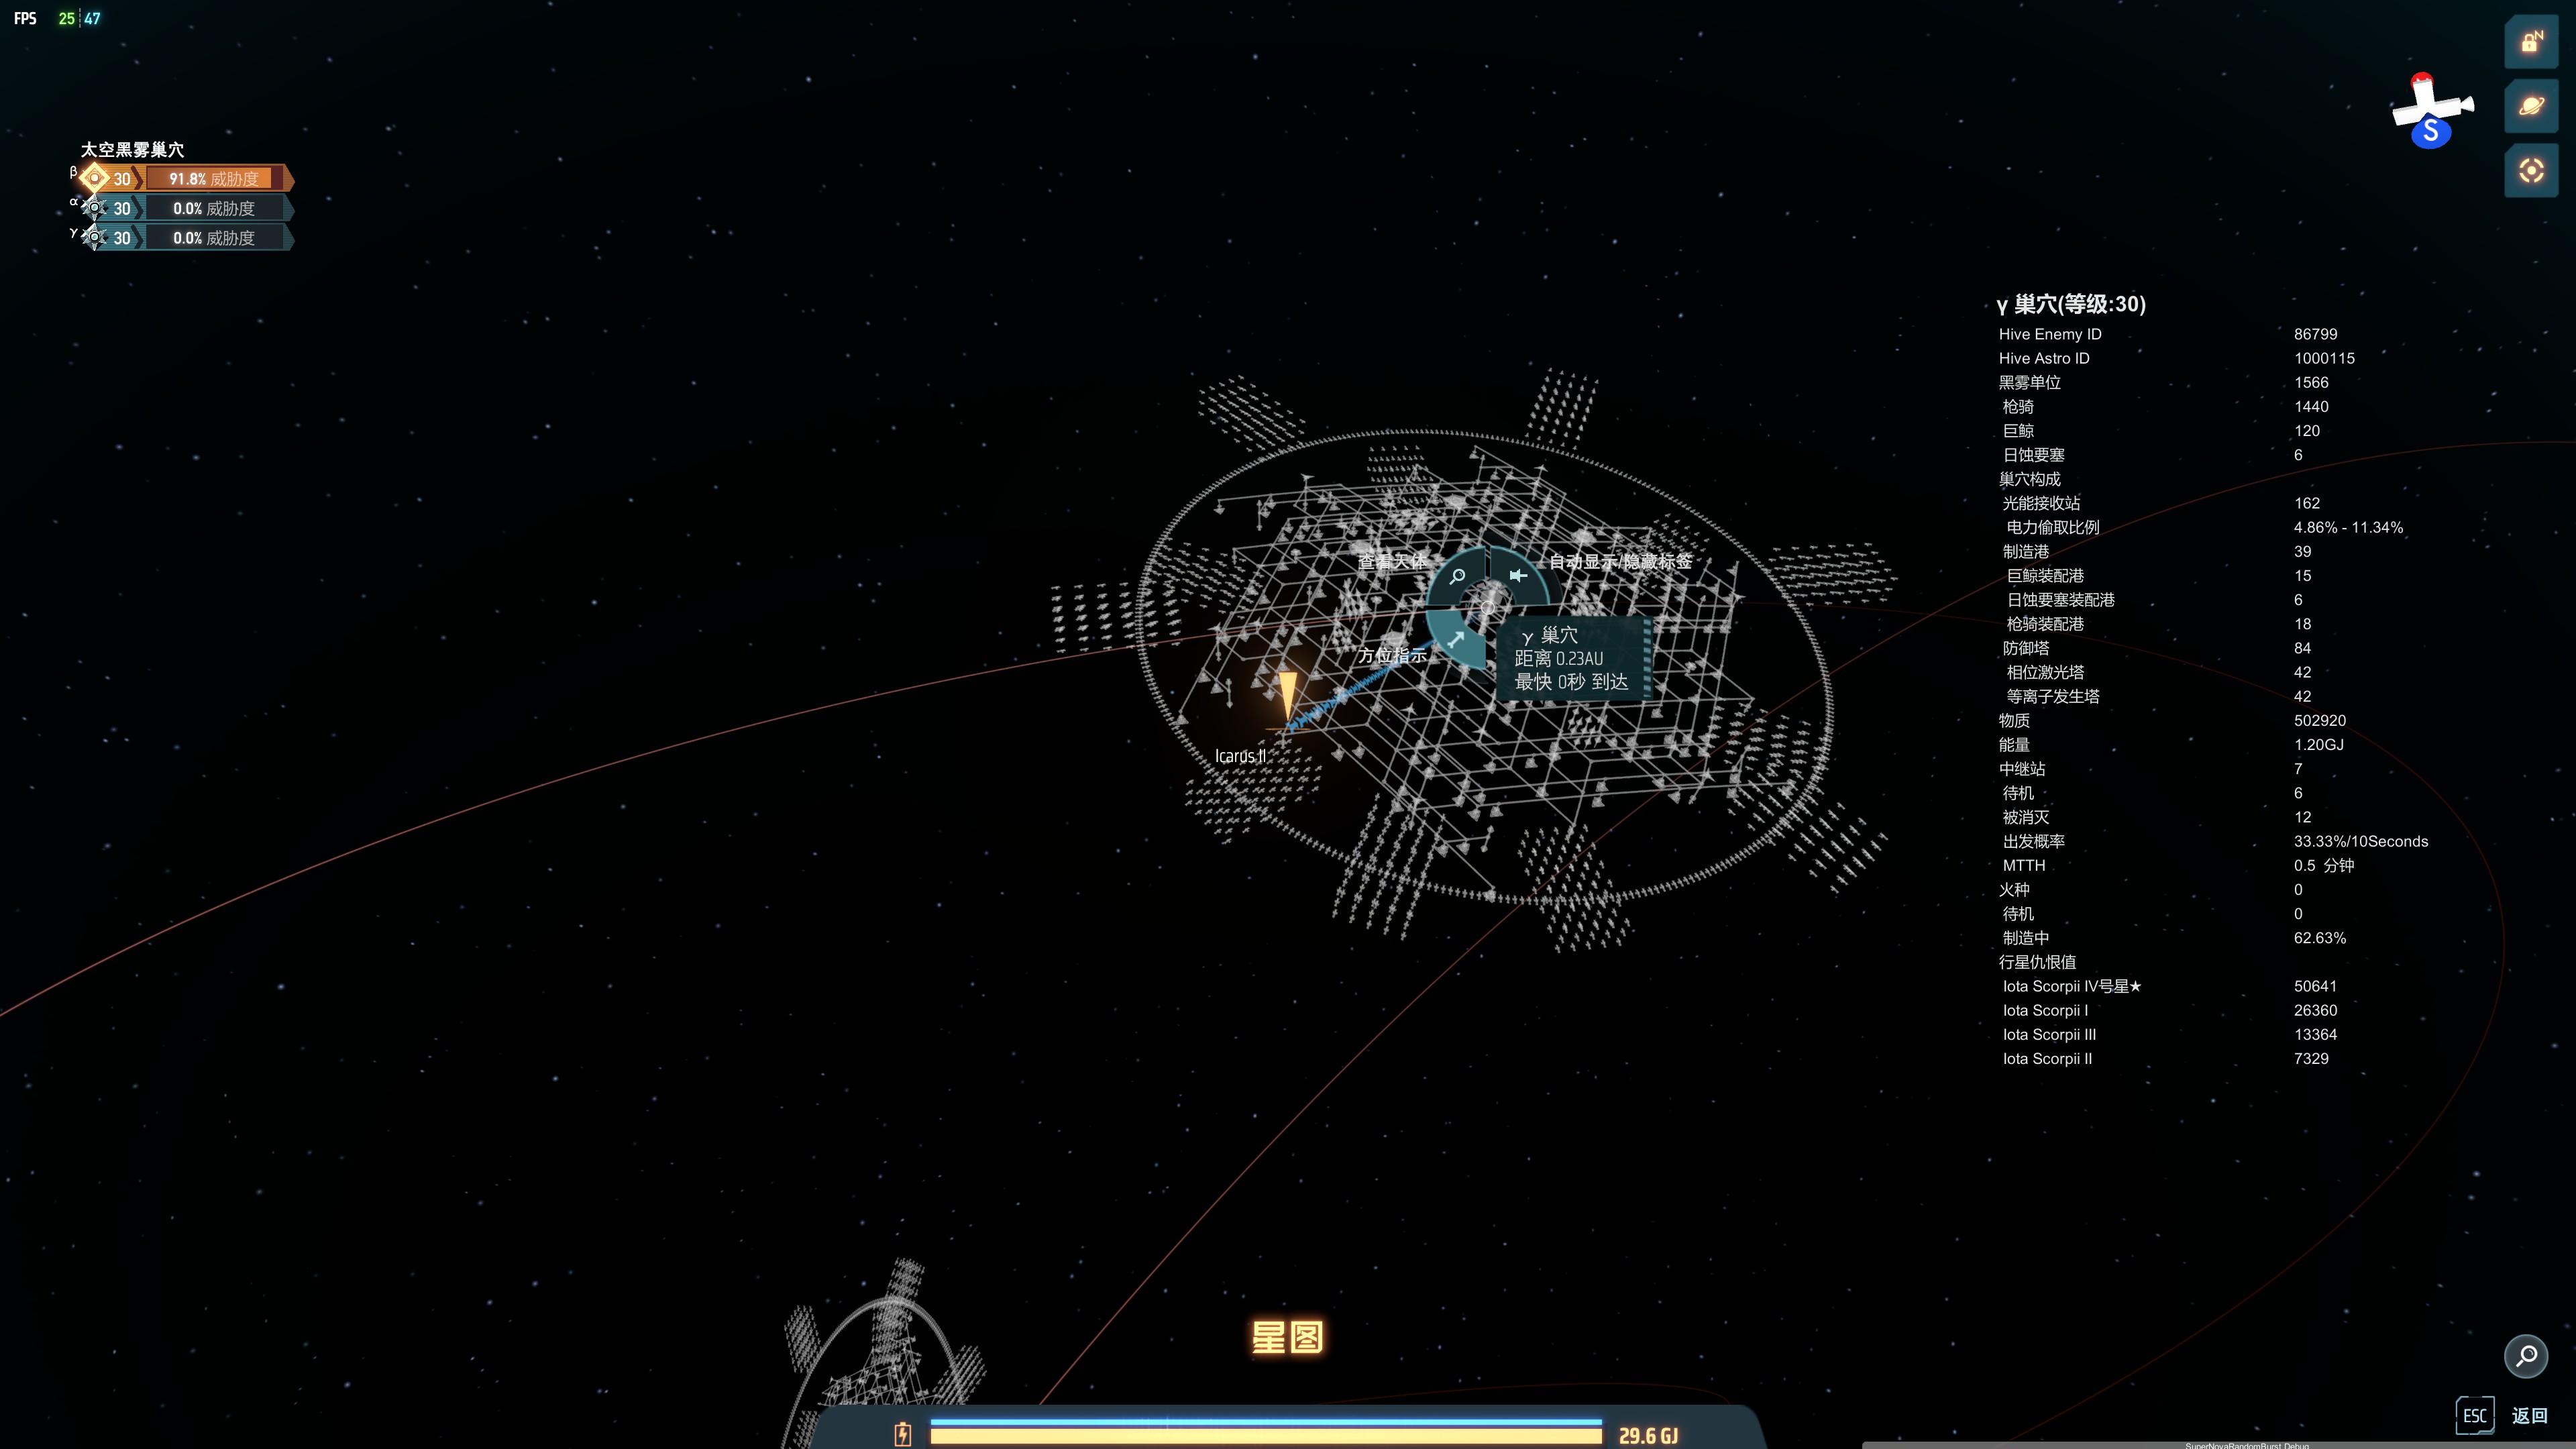 FPS 25 47
太空黑雾巢穴
β 30 91.8% 威胁度
α 30 0.0% 威胁度
γ 30 0.0% 威胁度
N
S
查看天体
自动显示/隐藏标签
方位指示
γ 巢穴
距离 0.23AU
最快 0秒 到达
Icarus II
γ 巢穴(等级:30)
Hive Enemy ID 86799
Hive Astro ID 1000115
黑雾单位 1566
枪骑 1440
巨鲸 120
日蚀要塞 6
巢穴构成
光能接收站 162
电力偷取比例 4.86% - 11.34%
制造港 39
巨鲸装配港 15
日蚀要塞装配港 6
枪骑装配港 18
防御塔 84
相位激光塔 42
等离子发生塔 42
物质 502920
能量 1.20GJ
中继站 7
待机 6
被消灭 12
出发概率 33.33%/10Seconds
MTTH 0.5 分钟
火种 0
待机 0
制造中 62.63%
行星仇恨值
Iota Scorpii IV号星★ 50641
Iota Scorpii I 26360
Iota Scorpii III 13364
Iota Scorpii II 7329
星图
29.6 GJ
ESC 返回
SuperNovaRandomBurst Debug